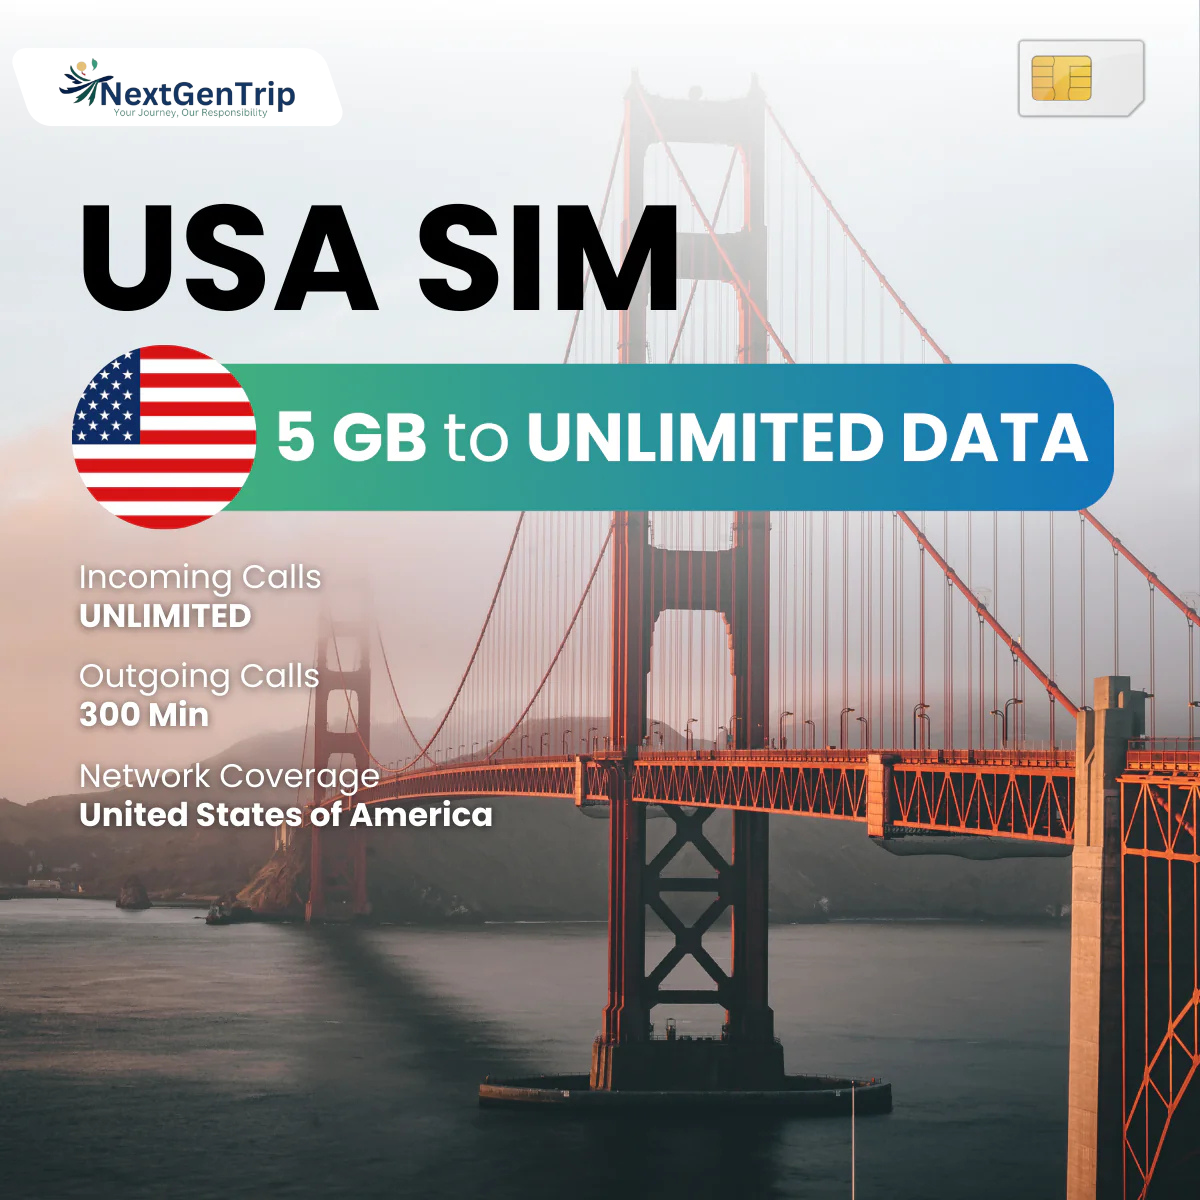 NextGenTrip
Your Journey, Our Responsibility
USA SIM
5 GB to UNLIMITED DATA
Incoming Calls
UNLIMITED
Outgoing Calls
300 Min
Network Coverage
United States of America